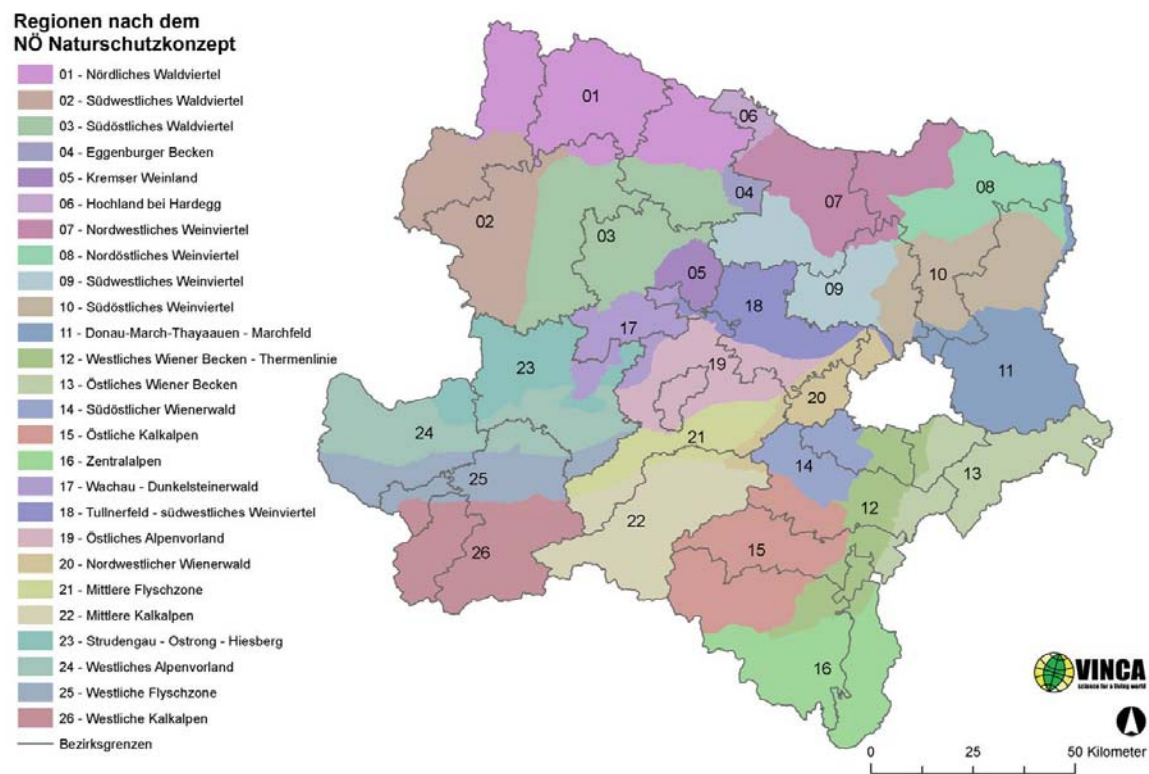 Regionen nach dem
NÖ Naturschutzkonzept
01 - Nördliches Waldviertel
02 - Südwestliches Waldviertel
03 - Südöstliches Waldviertel
04 - Eggenburger Becken
05 - Kremser Weinland
06 - Hochland bei Hardegg
07 - Nordwestliches Weinviertel
08 - Nordöstliches Weinviertel
09 - Südwestliches Weinviertel
10 - Südöstliches Weinviertel
11 - Donau-March-Thayaauen - Marchfeld
12 - Westliches Wiener Becken - Thermenlinie
13 - Östliches Wiener Becken
14 - Südöstlicher Wienerwald
15 - Östliche Kalkalpen
16 - Zentralalpen
17 - Wachau - Dunkelsteinerwald
18 - Tullnerfeld - südwestliches Weinviertel
19 - Östliches Alpenvorland
20 - Nordwestlicher Wienerwald
21 - Mittlere Flyschzone
22 - Mittlere Kalkalpen
23 - Strudengau - Ostrong - Hiesberg
24 - Westliches Alpenvorland
25 - Westliche Flyschzone
26 - Westliche Kalkalpen
Bezirksgrenzen
01
06
04
08
07
02
03
05
10
09
18
17
19
23
11
20
24
21
14
25
13
12
22
15
26
16
VINCA
science for a living world
0 25 50 Kilometer